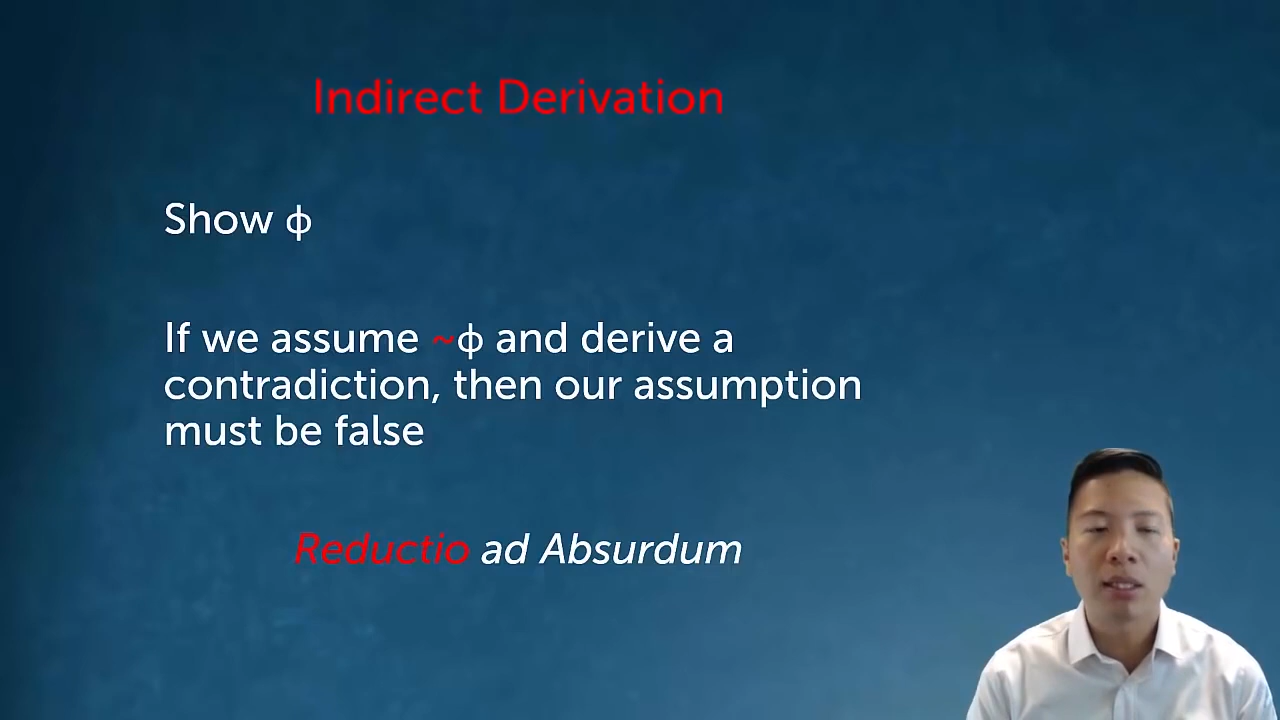 Indirect Derivation
Show ϕ
If we assume ~ϕ and derive a
contradiction, then our assumption
must be false
Reductio ad Absurdum